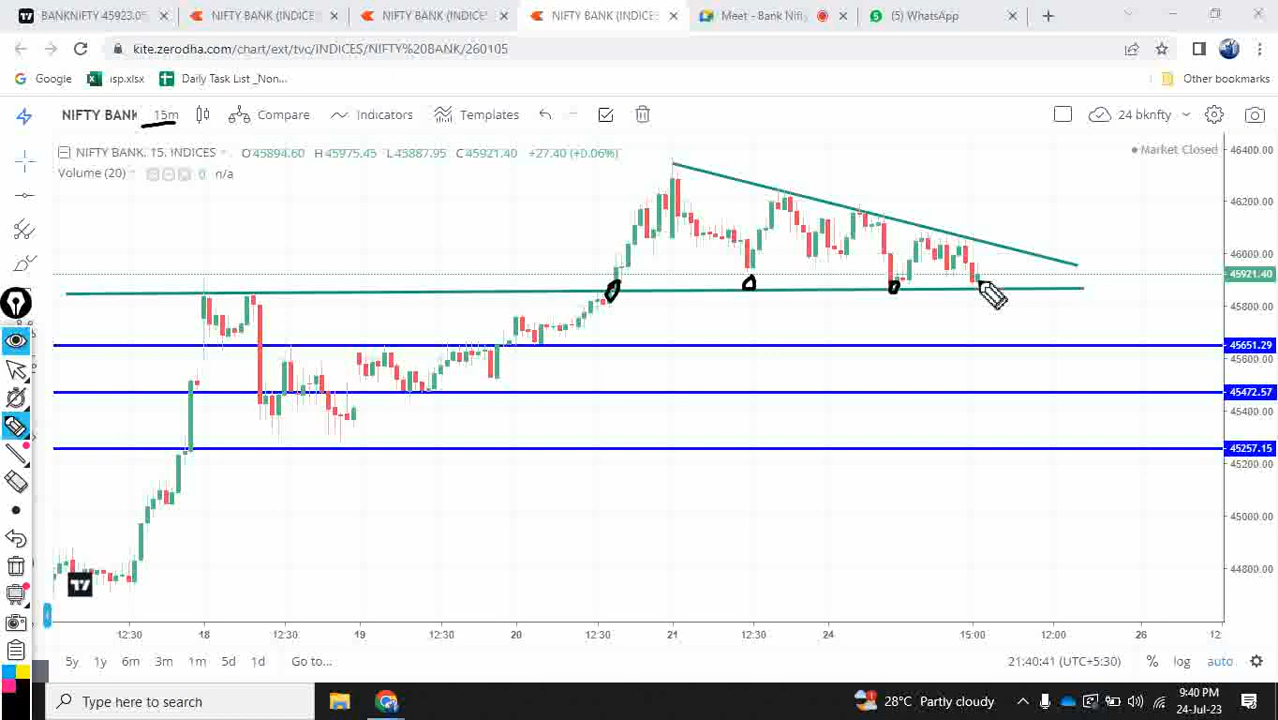 BANKNIFTY 45923.05
NIFTY BANK (INDICE
NIFTY BANK (INDICE
NIFTY BANK (INDICE
Meet - Bank Nifty
(5) WhatsApp
kite.zerodha.com/chart/ext/tvc/INDICES/NIFTY%20BANK/260105
Google
isp.xlsx
Daily Task List _Non...
Other bookmarks
NIFTY BANK
15m
Compare
Indicators
Templates
24 bknfty
NIFTY BANK, 15, INDICES
O45894.60 H45975.45 L45887.95 C45921.40 +27.40 (+0.06%)
Market Closed
Volume (20)
0 n/a
46400.00
46200.00
46000.00
45921.40
45800.00
45651.29
45600.00
45472.57
45400.00
45257.15
45200.00
45000.00
44800.00
12:30 18 12:30 19 12:30 20 12:30 21 12:30 24 15:00 12:00 26 12
5y 1y 6m 3m 1m 5d 1d Go to...
21:40:41 (UTC+5:30) % log auto
Type here to search
28°C Partly cloudy
9:40 PM
24-Jul-23